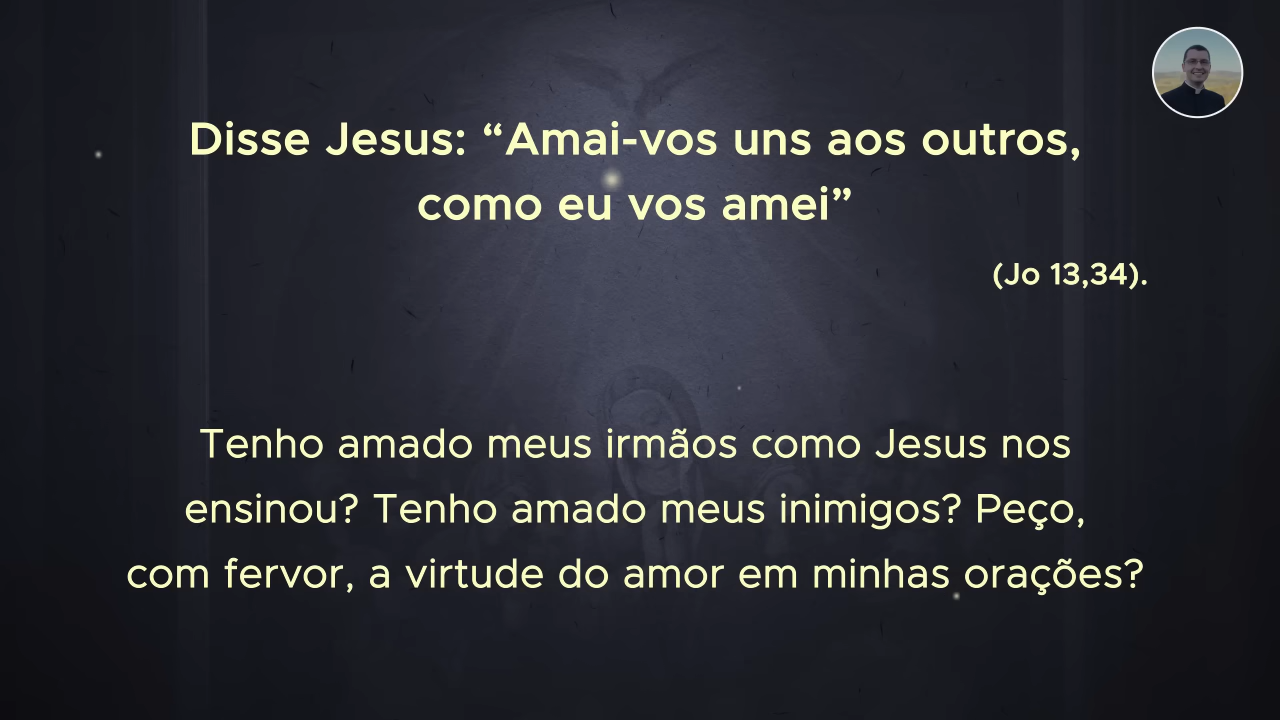 Disse Jesus: “Amai-vos uns aos outros,
como eu vos amei”
(Jo 13,34).
Tenho amado meus irmãos como Jesus nos
ensinou? Tenho amado meus inimigos? Peço,
com fervor, a virtude do amor em minhas orações?